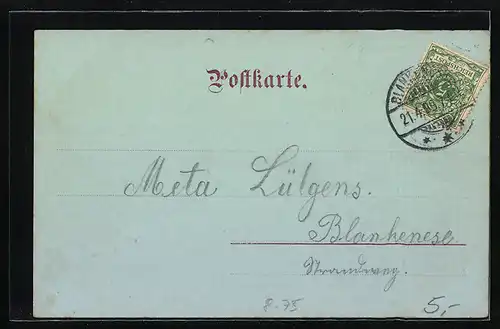 Postkarte.
Meta Lülgens.
Blankenese
Strandweg.
8-75
5,-